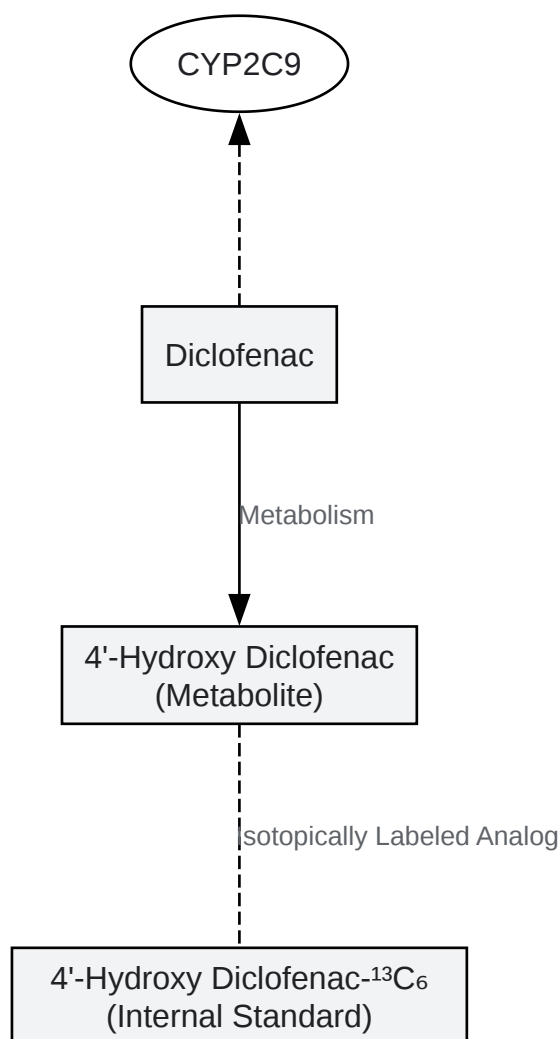 CYP2C9
Diclofenac
Metabolism
4'-Hydroxy Diclofenac
(Metabolite)
Isotopically Labeled Analog
4'-Hydroxy Diclofenac-¹³C₆
(Internal Standard)